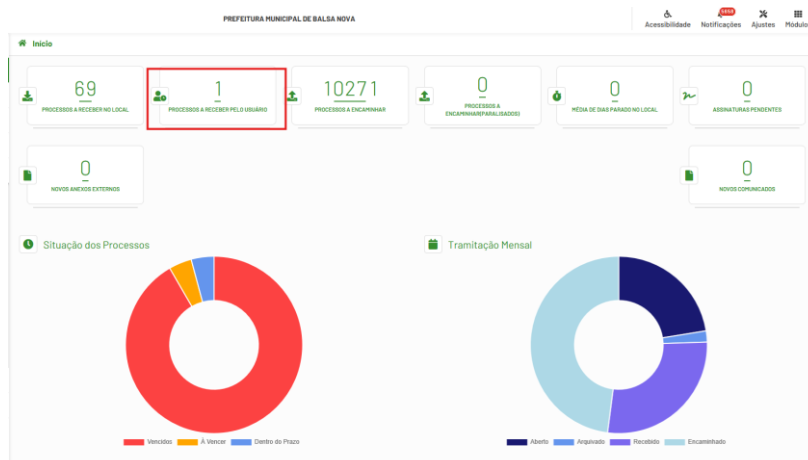 PREFEITURA MUNICIPAL DE BALSA NOVA
Acessibilidade
Notificações
Ajustes
Módulo
Início
69
PROCESSOS A RECEBER NO LOCAL
1
PROCESSOS A RECEBER PELO USUÁRIO
10271
PROCESSOS A ENCAMINHAR
0
PROCESSOS A
ENCAMINHAR(PARALISADOS)
0
MÉDIA DE DIAS PARADO NO LOCAL
0
ASSINATURAS PENDENTES
0
NOVOS ANEXOS EXTERNOS
0
NOVOS COMUNICADOS
Situação dos Processos
Tramitação Mensal
Vencidos À Vencer Dentro do Prazo
Aberto Arquivado Recebido Encaminhado